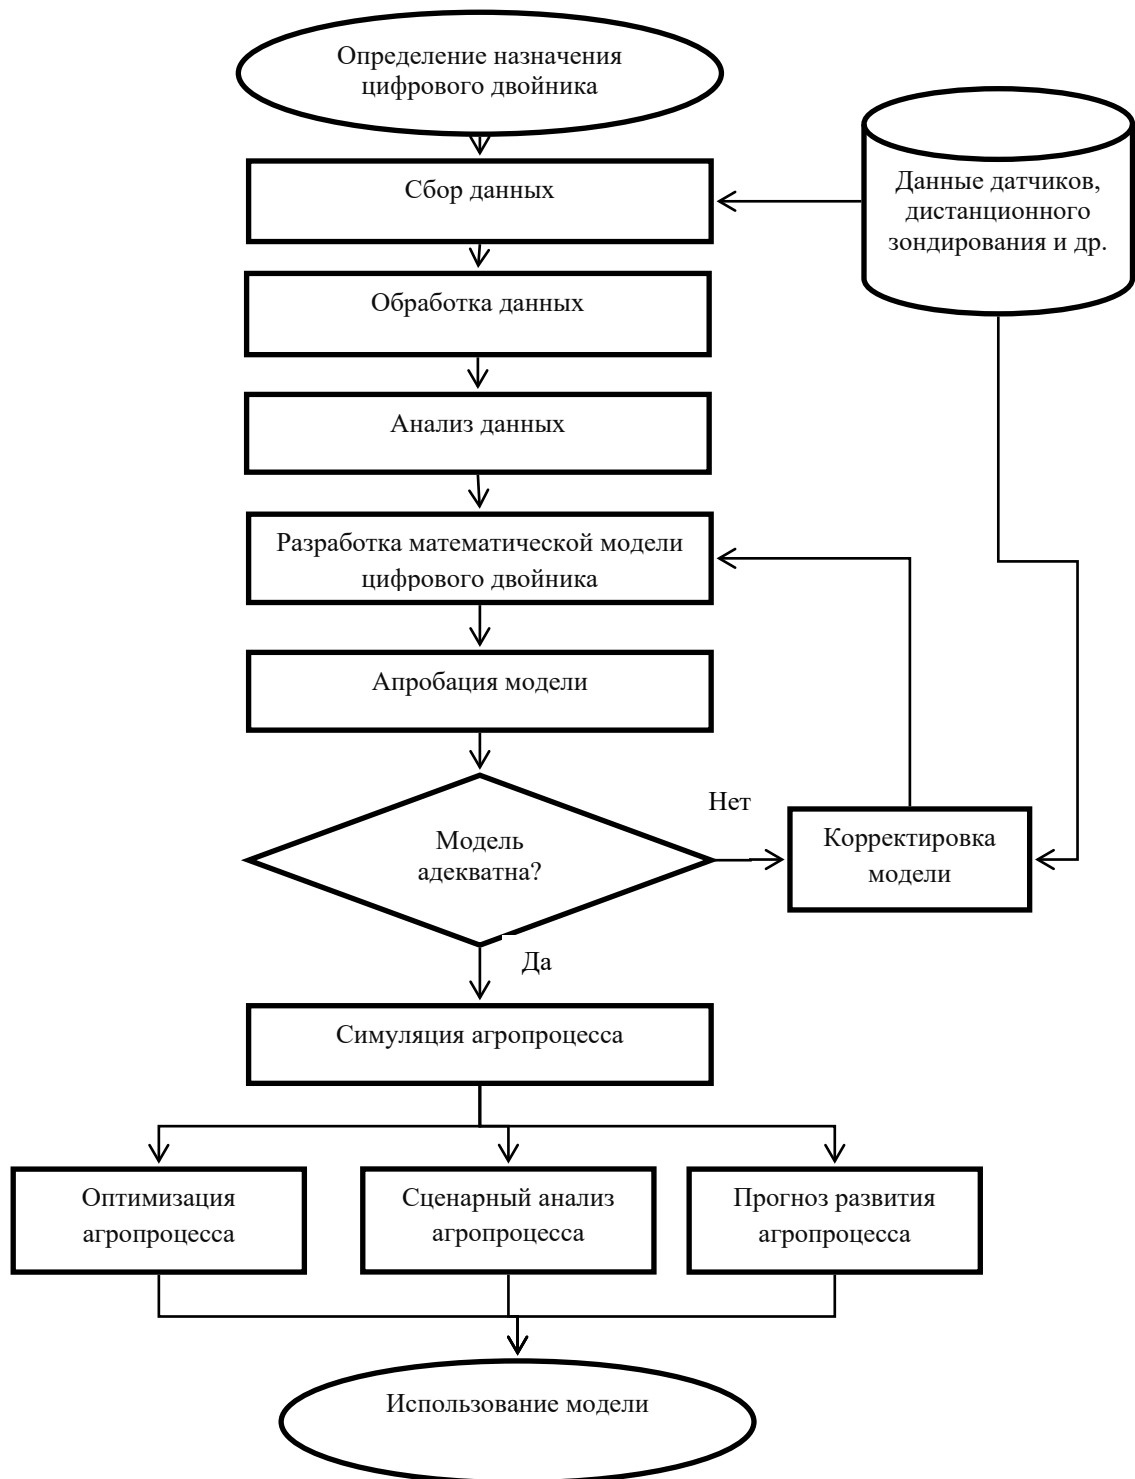 Определение назначения
цифрового двойника
Сбор данных
Данные датчиков,
дистанционного
зондирования и др.
Обработка данных
Анализ данных
Разработка математической модели
цифрового двойника
Апробация модели
Модель
адекватна?
Нет
Корректировка
модели
Да
Симуляция агропроцесса
Оптимизация
агропроцесса
Сценарный анализ
агропроцесса
Прогноз развития
агропроцесса
Использование модели